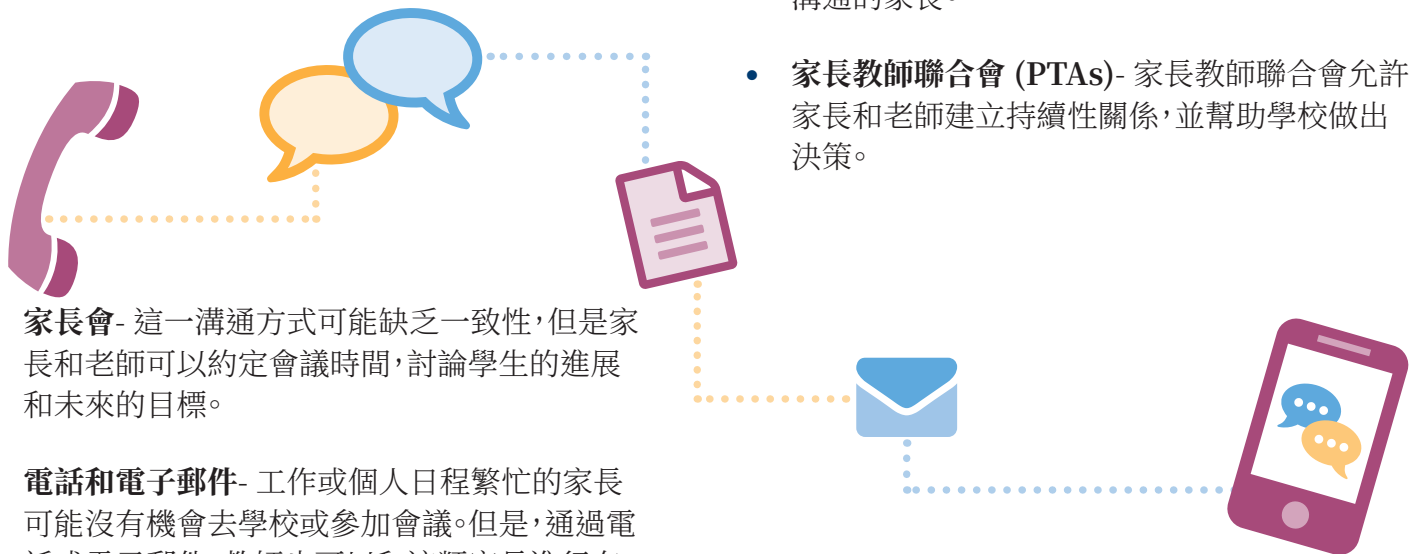 家長會- 這一溝通方式可能缺乏一致性，但是家
長和老師可以約定會議時間，討論學生的進展
和未來的目標。
電話和電子郵件- 工作或個人日程繁忙的家長
可能沒有機會去學校或參加會議。但是，通過電
溝通的家長。
• 家長教師聯合會 (PTAs)- 家長教師聯合會允許
家長和老師建立持續性關係，並幫助學校做出
決策。